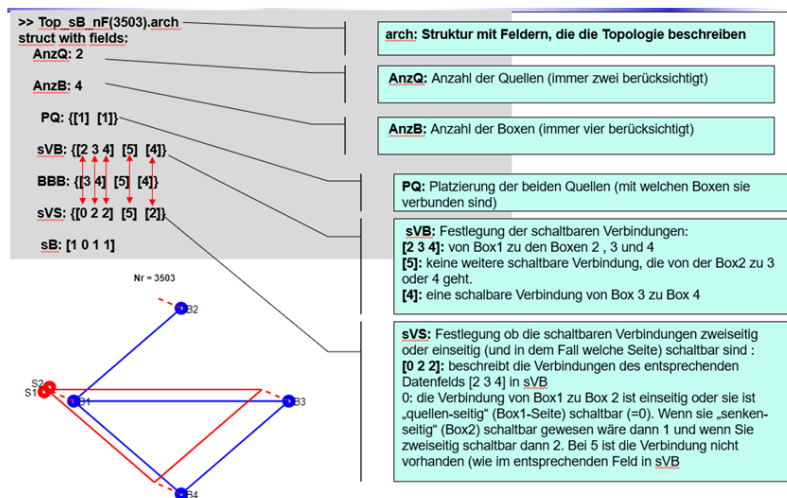 >> Top_sB_nF(3503).arch
struct with fields:
AnzQ: 2
AnzB: 4
PQ: {[1] [1]}
sVB: {[2 3 4] [5] [4]}
BBB: {[3 4] [5] [4]}
sVS: {[0 2 2] [5] [2]}
sB: [1 0 1 1]
Nr = 3503
B2
S2
S1
B1
B3
B4
arch: Struktur mit Feldern, die die Topologie beschreiben
AnzQ: Anzahl der Quellen (immer zwei berücksichtigt)
AnzB: Anzahl der Boxen (immer vier berücksichtigt)
PQ: Platzierung der beiden Quellen (mit welchen Boxen sie
verbunden sind)
sVB: Festlegung der schaltbaren Verbindungen:
[2 3 4]: von Box1 zu den Boxen 2 , 3 und 4
[5]: keine weitere schaltbare Verbindung, die von der Box2 zu 3
oder 4 geht.
[4]: eine schalbare Verbindung von Box 3 zu Box 4
sVS: Festlegung ob die schaltbaren Verbindungen zweiseitig
oder einseitig (und in dem Fall welche Seite) schaltbar sind :
[0 2 2]: beschreibt die Verbindungen des entsprechenden
Datenfelds [2 3 4] in sVB
0: die Verbindung von Box1 zu Box 2 ist einseitig oder sie ist
„quellen-seitig“ (Box1-Seite) schaltbar (=0). Wenn sie „senken-
seitig“ (Box2) schaltbar gewesen wäre dann 1 und wenn Sie
zweiseitig schaltbar dann 2. Bei 5 ist die Verbindung nicht
vorhanden (wie im entsprechenden Feld in sVB